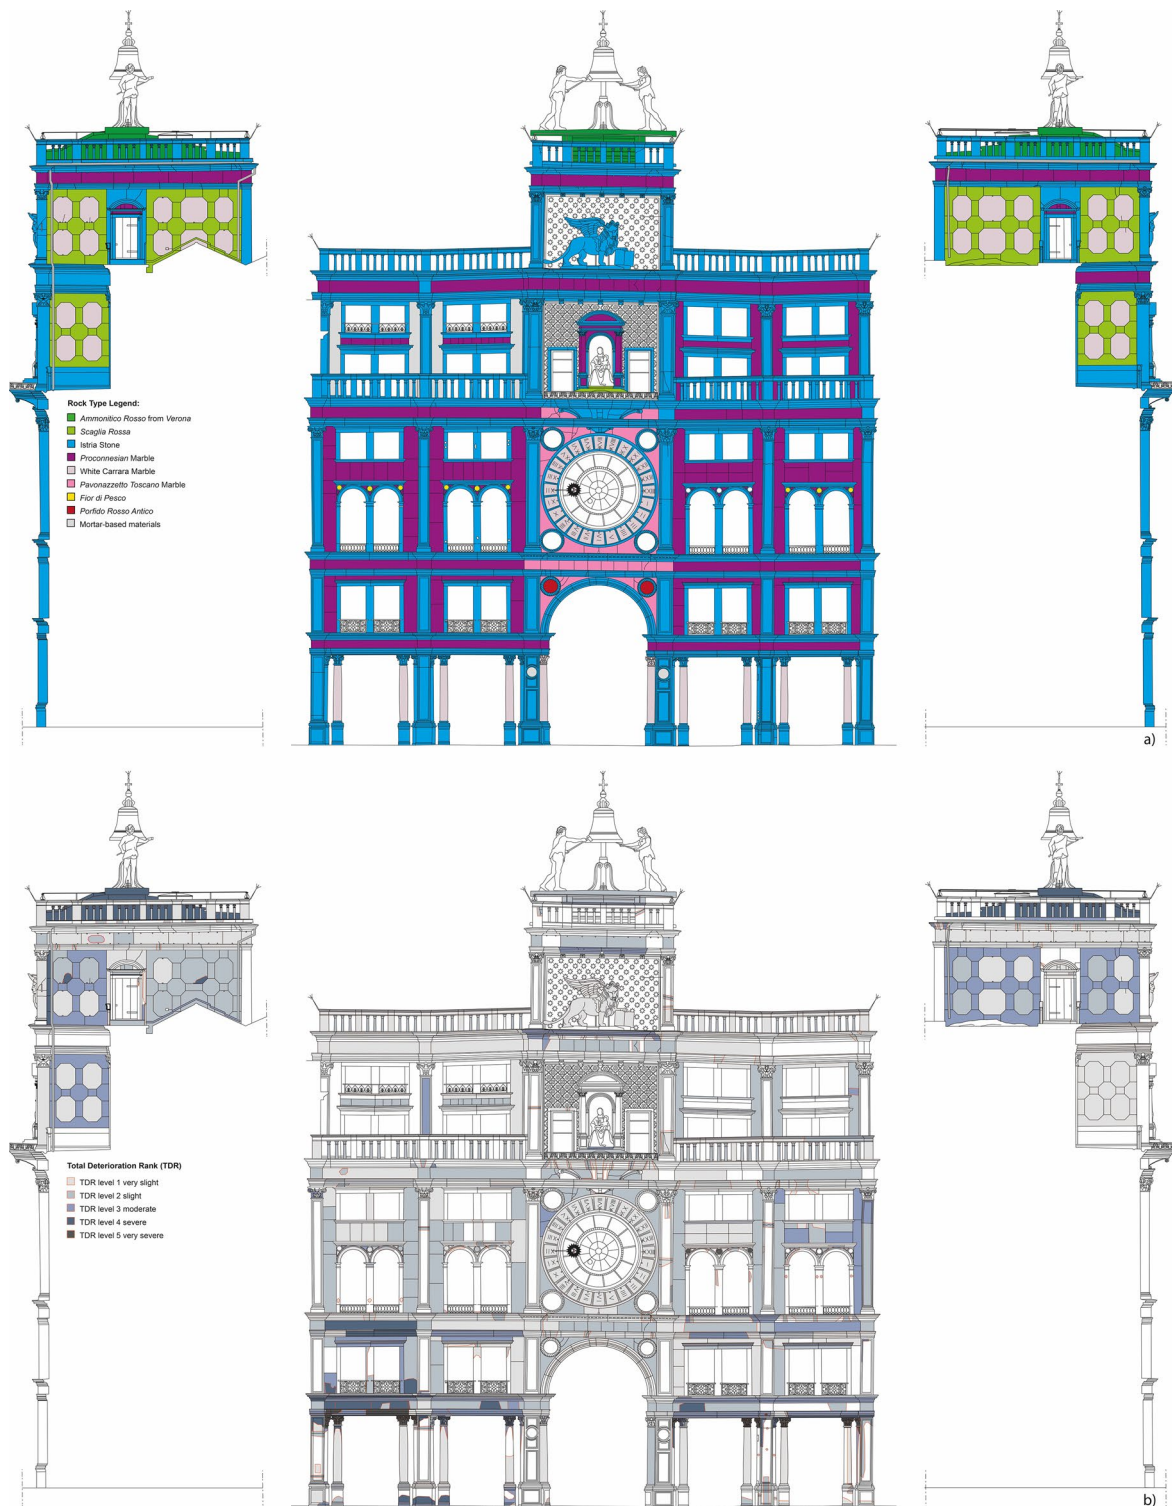 Rock Type Legend:
Ammonitico Rosso from Verona
Scaglia Rossa
Istria Stone
Proconnesian Marble
White Carrara Marble
Pavonazzetto Toscano Marble
Fior di Pesco
Porfido Rosso Antico
Mortar-based materials
a)
Total Deterioration Rank (TDR)
TDR level 1 very slight
TDR level 2 slight
TDR level 3 moderate
TDR level 4 severe
TDR level 5 very severe
b)